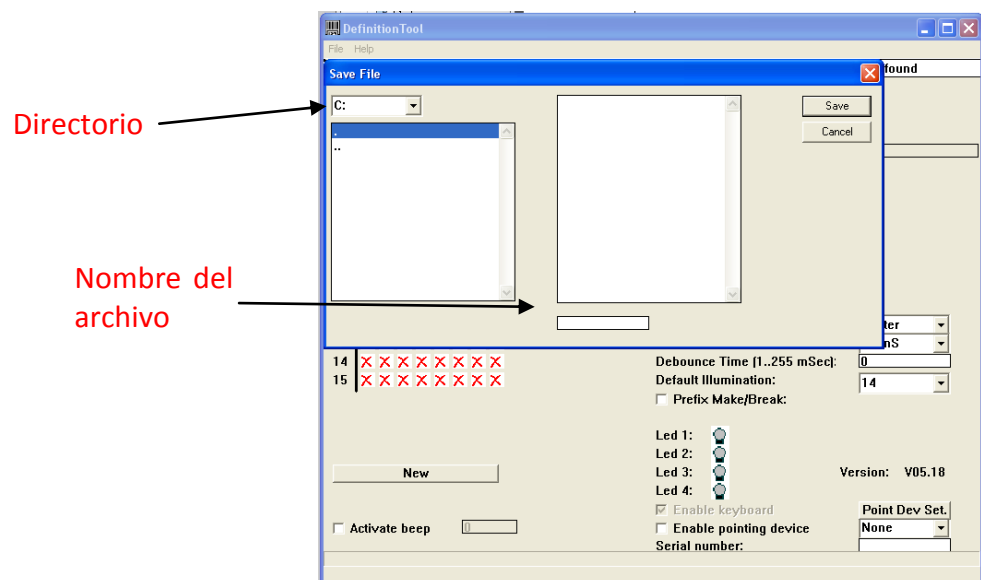 DefinitionTool
File Help
Save File
found
C:
Save
Cancel
.
..
Directorio
Nombre del
archivo
14
15
Debounce Time (1..255 mSec):
0
Default Illumination:
14
Prefix Make/Break:
Led 1:
Led 2:
Led 3:
Led 4:
New
Version: V05.18
Enable keyboard
Point Dev Set.
Activate beep
0
Enable pointing device
None
Serial number: